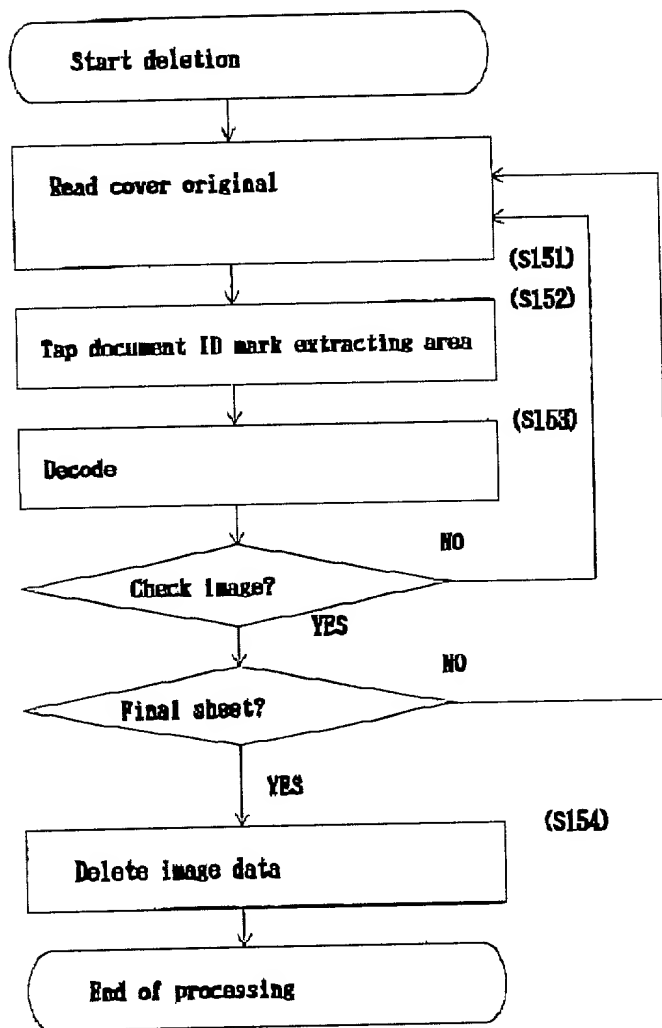 Start deletion
Read cover original
(S151)
(S152)
Tap document ID mark extracting area
(S153)
Decode
NO
Check image?
YES
NO
Final sheet?
YES
(S154)
Delete image data
End of processing